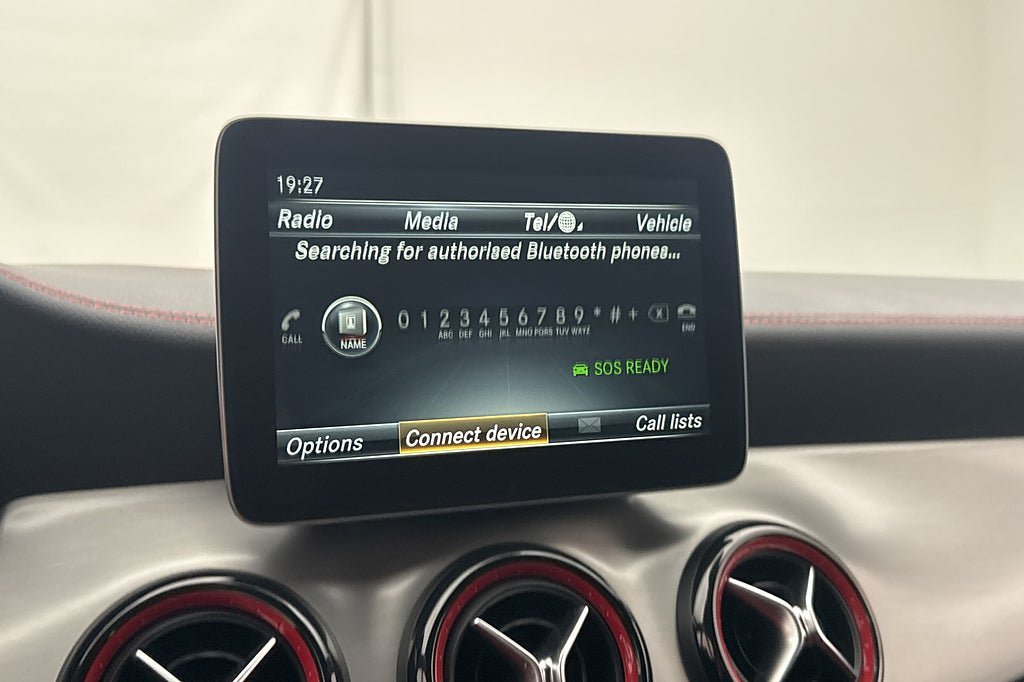 19:27
Radio Media Tel/ Vehicle
Searching for authorised Bluetooth phones...
CALL NAME 0 1 2 3 4 5 6 7 8 9 * # + END
ABC DEF GHI JKL MNO PQRS TUV WXYZ
SOS READY
Options Connect device Call lists